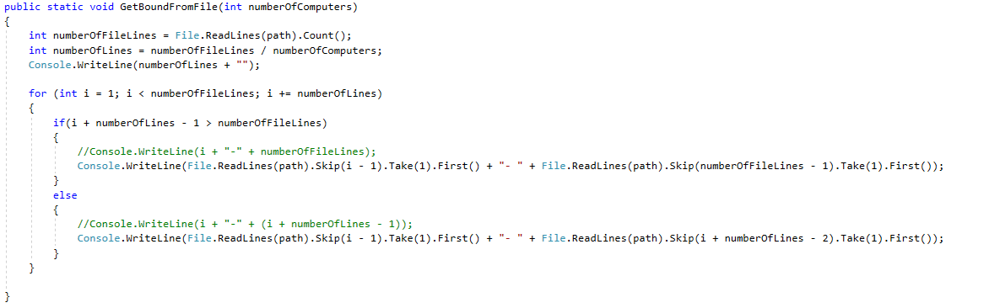 public static void GetBoundFromFile(int numberOfComputers)
{
int numberOfFileLines = File.ReadLines(path).Count();
int numberOfLines = numberOfFileLines / numberOfComputers;
Console.WriteLine(numberOfLines + "");
for (int i = 1; i < numberOfFileLines; i += numberOfLines)
{
if(i + numberOfLines - 1 > numberOfFileLines)
{
//Console.WriteLine(i + "-" + numberOfFileLines);
Console.WriteLine(File.ReadLines(path).Skip(i - 1).Take(1).First() + "- " + File.ReadLines(path).Skip(numberOfFileLines - 1).Take(1).First());
}
else
{
//Console.WriteLine(i + "-" + (i + numberOfLines - 1));
Console.WriteLine(File.ReadLines(path).Skip(i - 1).Take(1).First() + "- " + File.ReadLines(path).Skip(i + numberOfLines - 2).Take(1).First());
}
}
}